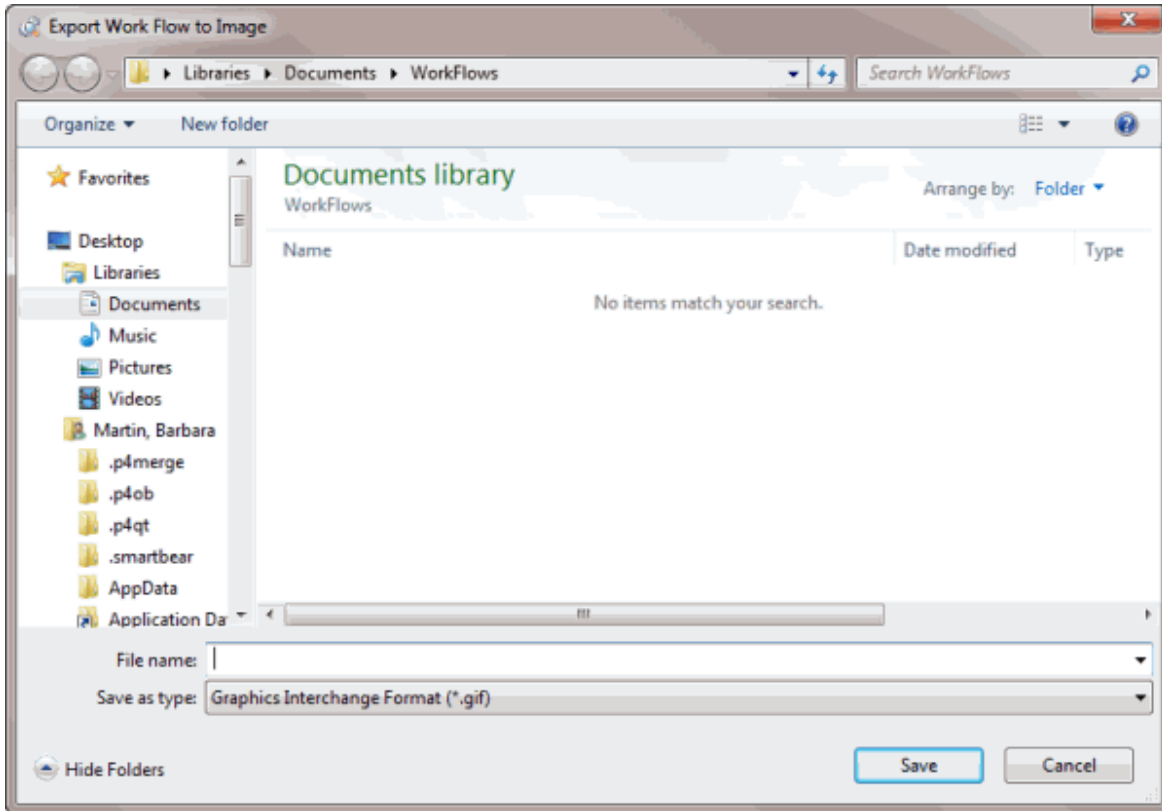 Export Work Flow to Image
Libraries Documents WorkFlows Search WorkFlows
Organize New folder
Favorites
Desktop
Libraries
Documents
Music
Pictures
Videos
Martin, Barbara
.p4merge
.p4ob
.p4qt
.smartbear
AppData
Application Da
Documents library
WorkFlows
Arrange by: Folder
Name Date modified Type
No items match your search.
File name:
Save as type: Graphics Interchange Format (*.gif)
Hide Folders Save Cancel